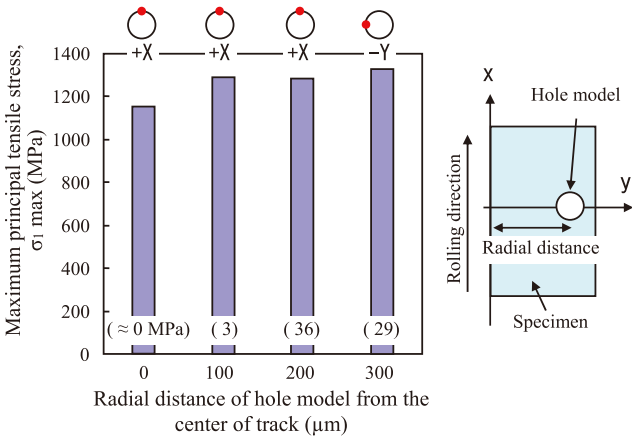 +X +X +X −Y
Maximum principal tensile stress,
σ1 max (MPa)
1400
1200
1000
800
600
400
200
0
( ≈ 0 MPa) ( 3) ( 36) ( 29)
0 100 200 300
Radial distance of hole model from the
center of track (µm)
X
Hole model
y
Rolling direction
Radial distance
Specimen